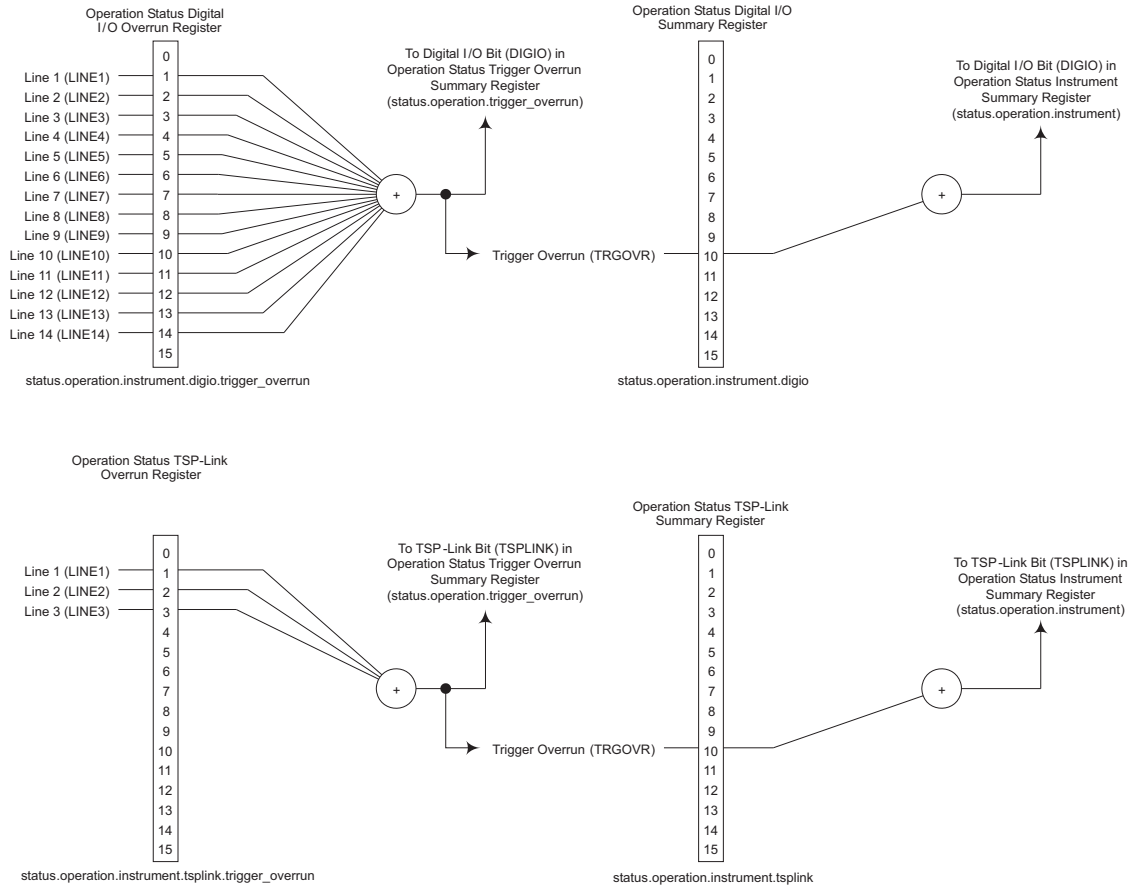 Operation Status Digital
I/O Overrun Register
0
Line 1 (LINE1) 1
Line 2 (LINE2) 2
Line 3 (LINE3) 3
Line 4 (LINE4) 4
Line 5 (LINE5) 5
Line 6 (LINE6) 6
Line 7 (LINE7) 7
Line 8 (LINE8) 8
Line 9 (LINE9) 9
Line 10 (LINE10) 10
Line 11 (LINE11) 11
Line 12 (LINE12) 12
Line 13 (LINE13) 13
Line 14 (LINE14) 14
15
status.operation.instrument.digio.trigger_overrun
+
To Digital I/O Bit (DIGIO) in
Operation Status Trigger Overrun
Summary Register
(status.operation.trigger_overrun)
Trigger Overrun (TRGOVR)
Operation Status Digital I/O
Summary Register
0
1
2
3
4
5
6
7
8
9
10
11
12
13
14
15
status.operation.instrument.digio
+
To Digital I/O Bit (DIGIO) in
Operation Status Instrument
Summary Register
(status.operation.instrument)
Operation Status TSP-Link
Overrun Register
0
Line 1 (LINE1) 1
Line 2 (LINE2) 2
Line 3 (LINE3) 3
4
5
6
7
8
9
10
11
12
13
14
15
status.operation.instrument.tsplink.trigger_overrun
+
To TSP-Link Bit (TSPLINK) in
Operation Status Trigger Overrun
Summary Register
(status.operation.trigger_overrun)
Trigger Overrun (TRGOVR)
Operation Status TSP-Link
Summary Register
0
1
2
3
4
5
6
7
8
9
10
11
12
13
14
15
status.operation.instrument.tsplink
+
To TSP-Link Bit (TSPLINK) in
Operation Status Instrument
Summary Register
(status.operation.instrument)